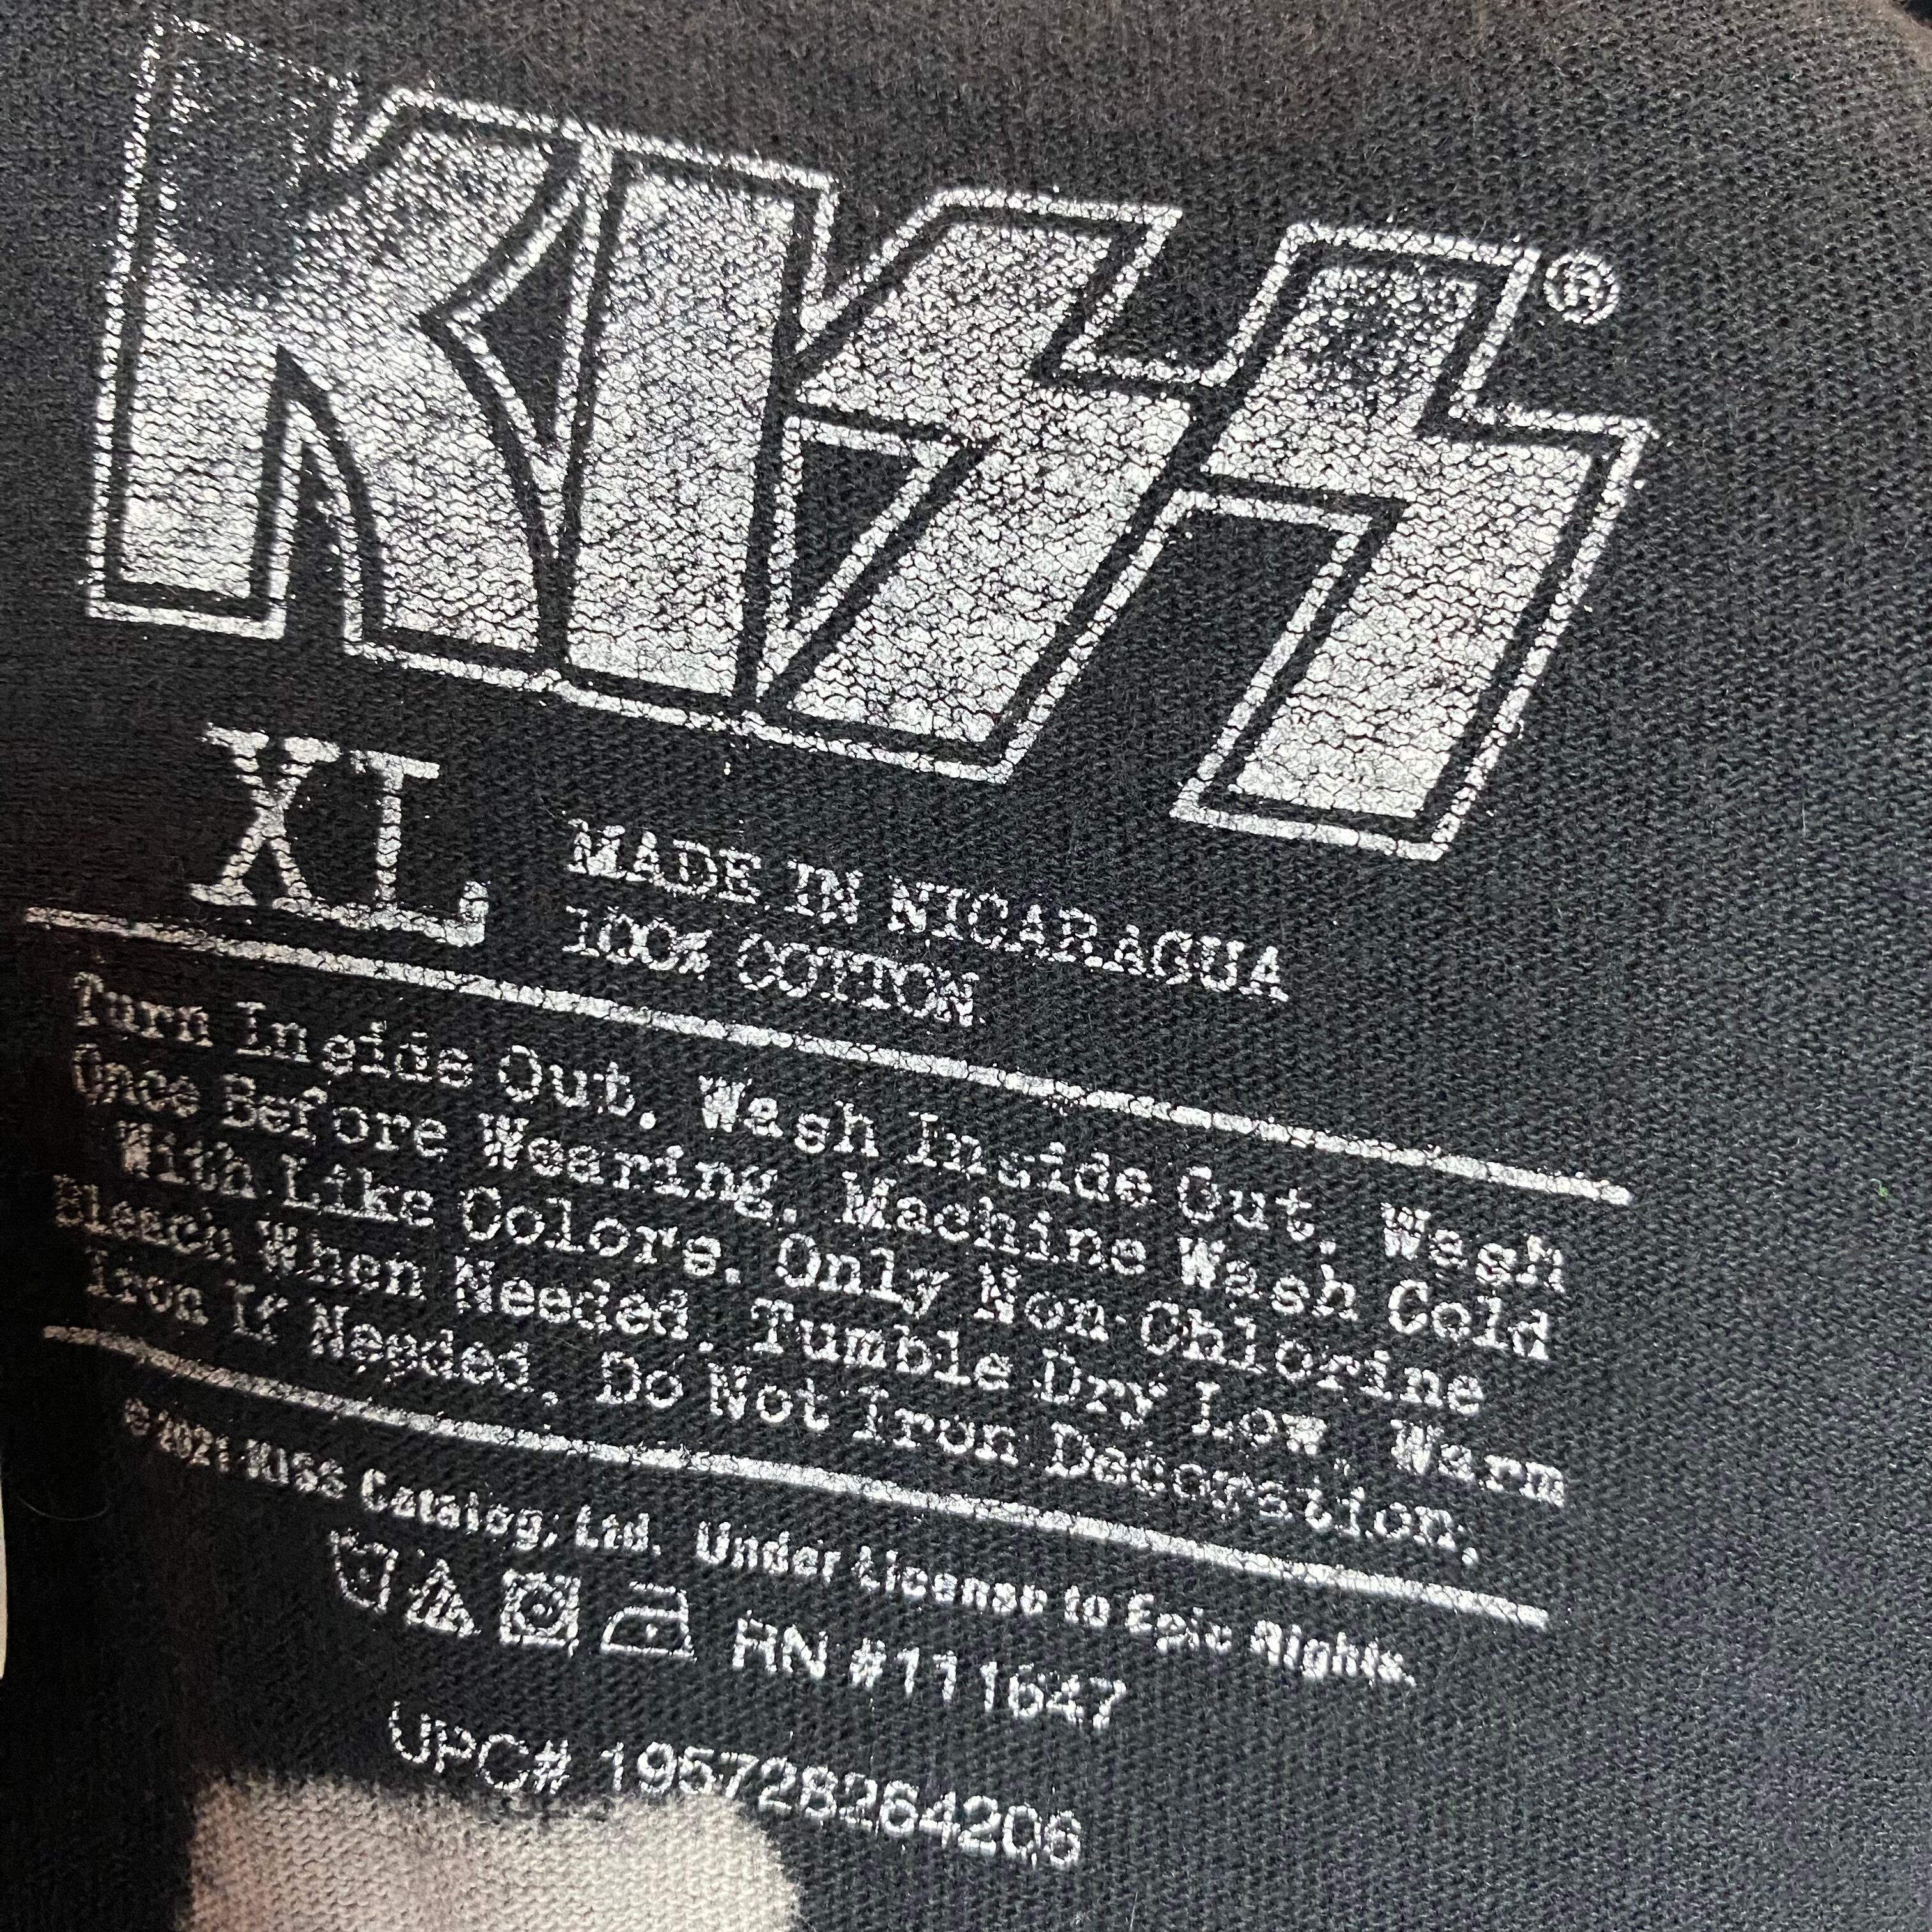 KISS®
XL
MADE IN NICARAGUA
100% COTTON
Turn Inside Out. Wash Inside Out. Wash
Once Before Wearing. Machine Wash Cold
With Like Colors. Only Non-Chlorine
Bleach When Needed. Tumble Dry Low. Warm
Iron If Needed. Do Not Iron Decoration.
©2021 KISS Catalog, Ltd. Under License to Epic Rights.
RN #111647
UPC# 195728264206